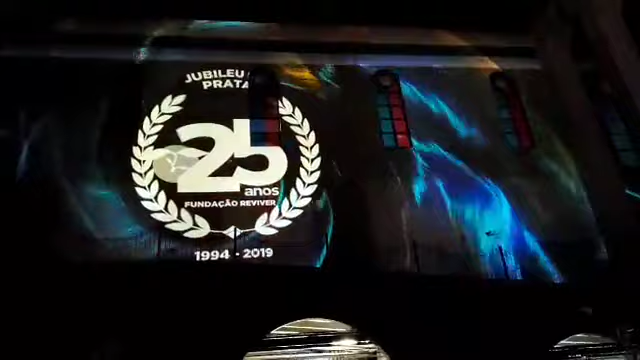 JUBILEU
PRATA
25
anos
FUNDAÇÃO REVIVER
1994 - 2019